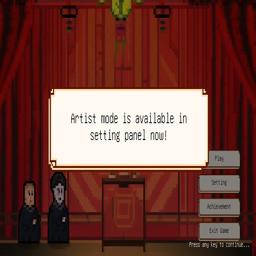 Artist mode is available in
setting panel now!
Play
Setting
Achievement
Exit Game
Press any key to continue...